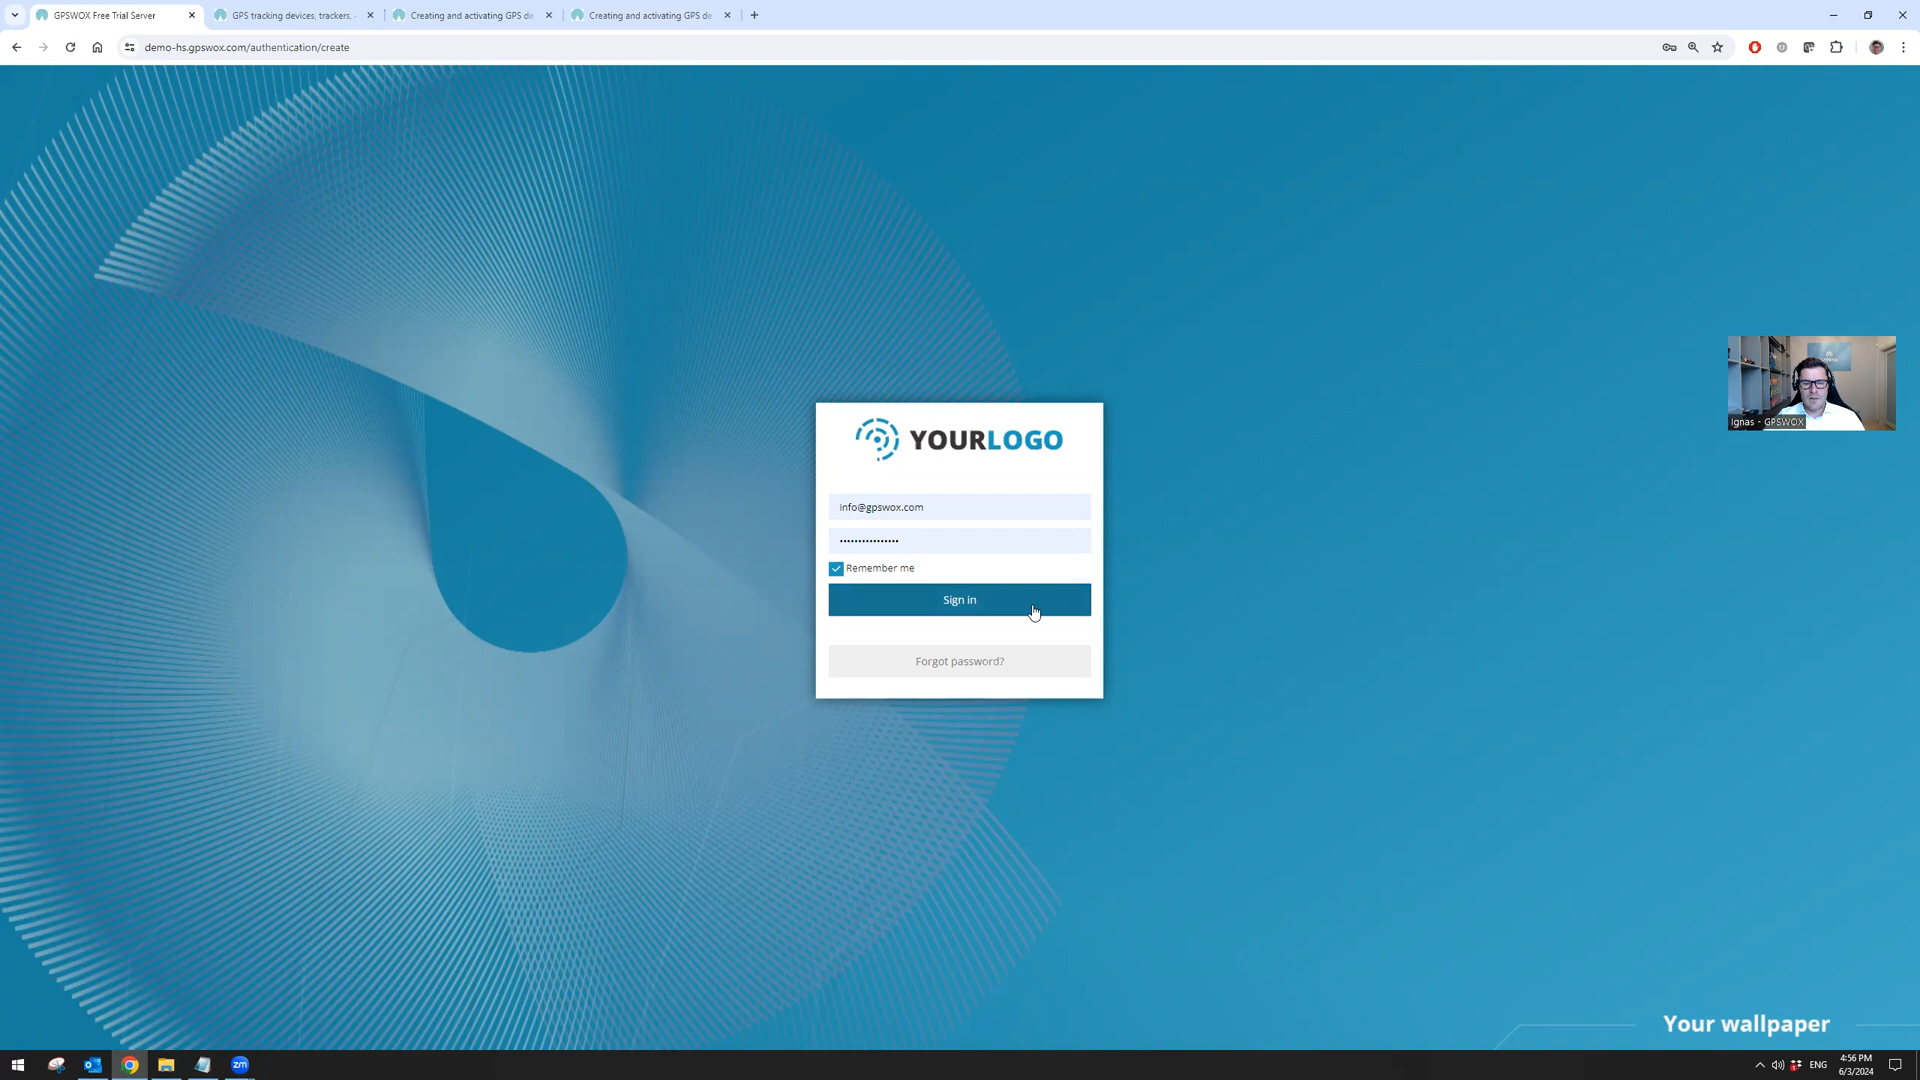 GPSWOX Free Trial Server
GPS tracking devices, trackers,
Creating and activating GPS de
Creating and activating GPS de
demo-hs.gpswox.com/authentication/create
YOURLOGO
info@gpswox.com
••••••••••••••••
Remember me
Sign in
Forgot password?
Ignas - GPSWOX
Your wallpaper
zm
ENG
4:56 PM
6/3/2024